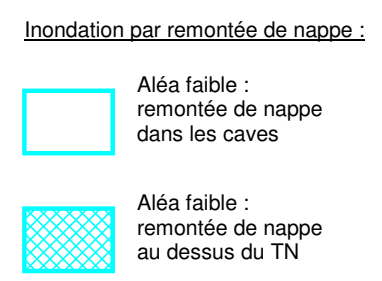 Inondation par remontée de nappe :
Aléa faible :
remontée de nappe
dans les caves
Aléa faible :
remontée de nappe
au dessus du TN